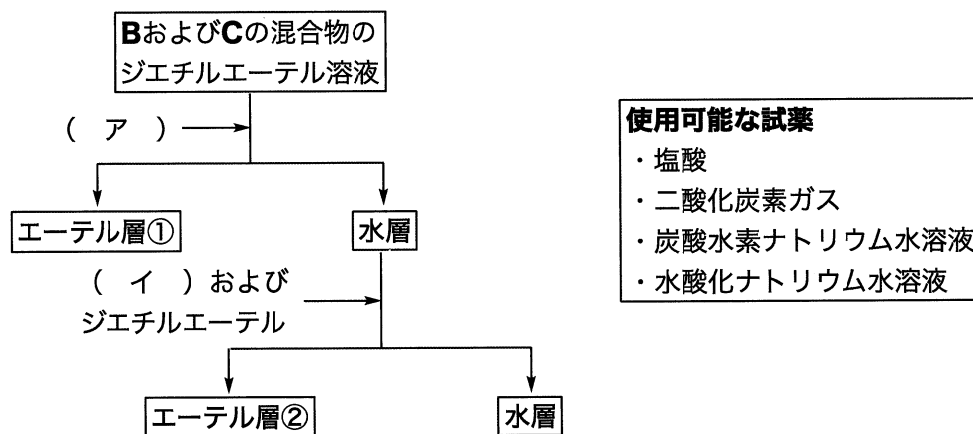 BおよびCの混合物の
ジエチルエーテル溶液
( ア )
エーテル層①
水層
( イ )および
ジエチルエーテル
エーテル層②
水層
使用可能な試薬
・塩酸
・二酸化炭素ガス
・炭酸水素ナトリウム水溶液
・水酸化ナトリウム水溶液